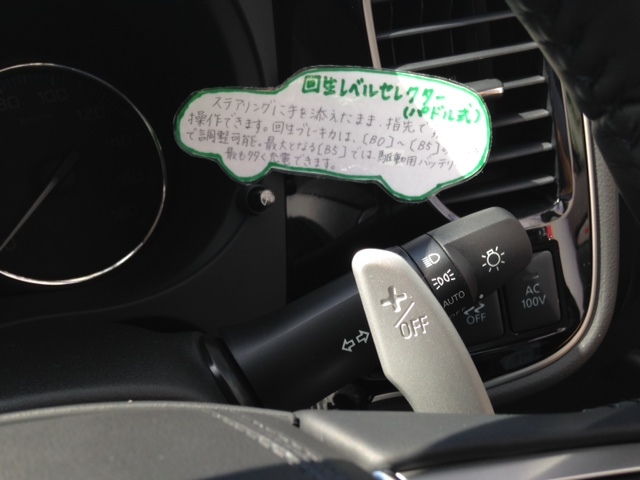 回生レベルセレクター
(パドル式)
ステアリングに手を添えたまま、指先で
操作できます。回生ブレーキ力は、[B0]～[B5]
で調整可能。最大となる[B5]では、駆動用バッテリ
最も多く充電できます。
AUTO
OFF
AC
100V
+
OFF